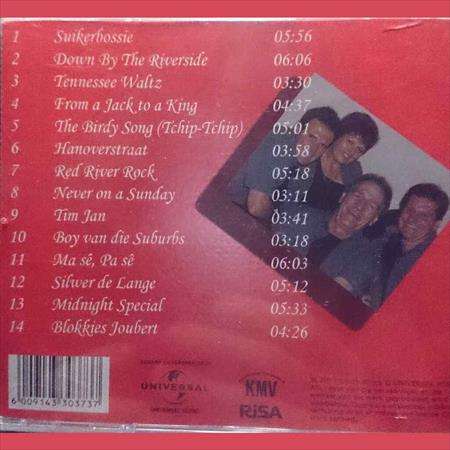 1 Suikerbossie 05:56
2 Down By The Riverside 06:06
3 Tennessee Waltz 03:30
4 From a Jack to a King 04:37
5 The Birdy Song (Tchip-Tchip) 05:01
6 Hanoverstraat 03:58
7 Red River Rock 05:18
8 Never on a Sunday 03:11
9 Tim Jan 03:41
10 Boy van die Suburbs 03:18
11 Ma sê, Pa sê 06:03
12 Silwer de Lange 05:12
13 Midnight Special 05:33
14 Blokkies Joubert 04:26
UNIVERSAL
KMV
RiSA
6 009143 303737